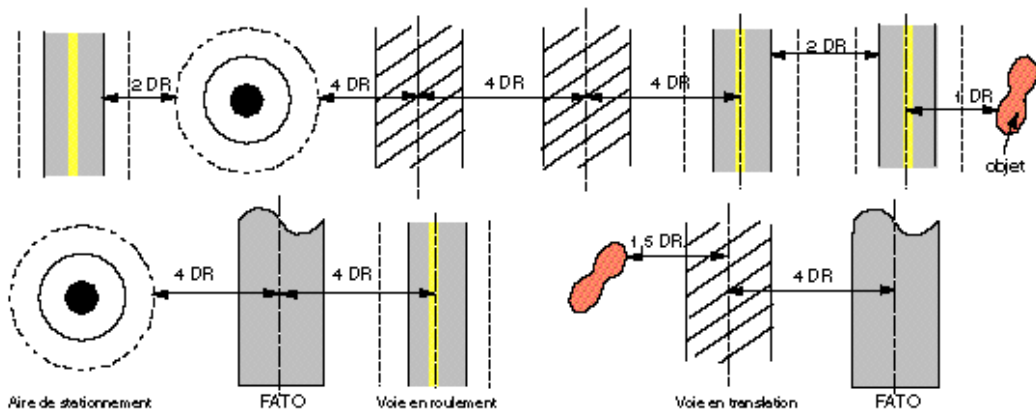 2 DR
4 DR
4 DR
4 DR
2 DR
1 DR
objet
4 DR
4 DR
1,5 DR
4 DR
Aire de stationnement
FATO
Voie en roulement
Voie en translation
FATO